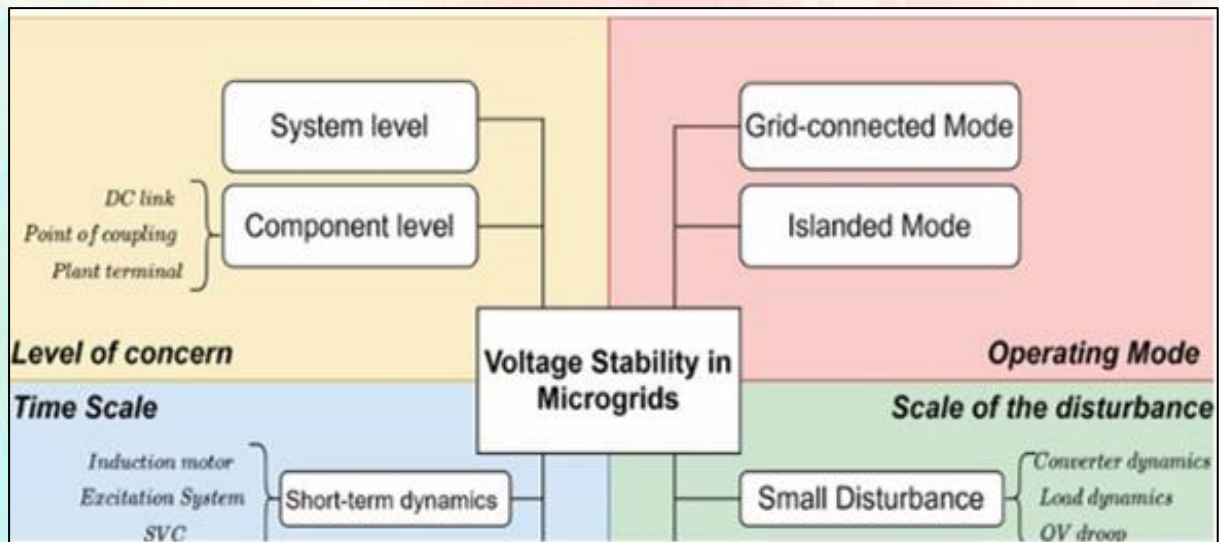 System level
Grid-connected Mode
DC link
Point of coupling
Plant terminal
Component level
Islanded Mode
Level of concern
Voltage Stability in
Microgrids
Operating Mode
Time Scale
Scale of the disturbance
Induction motor
Excitation System
SVC
Short-term dynamics
Small Disturbance
Converter dynamics
Load dynamics
QV droop